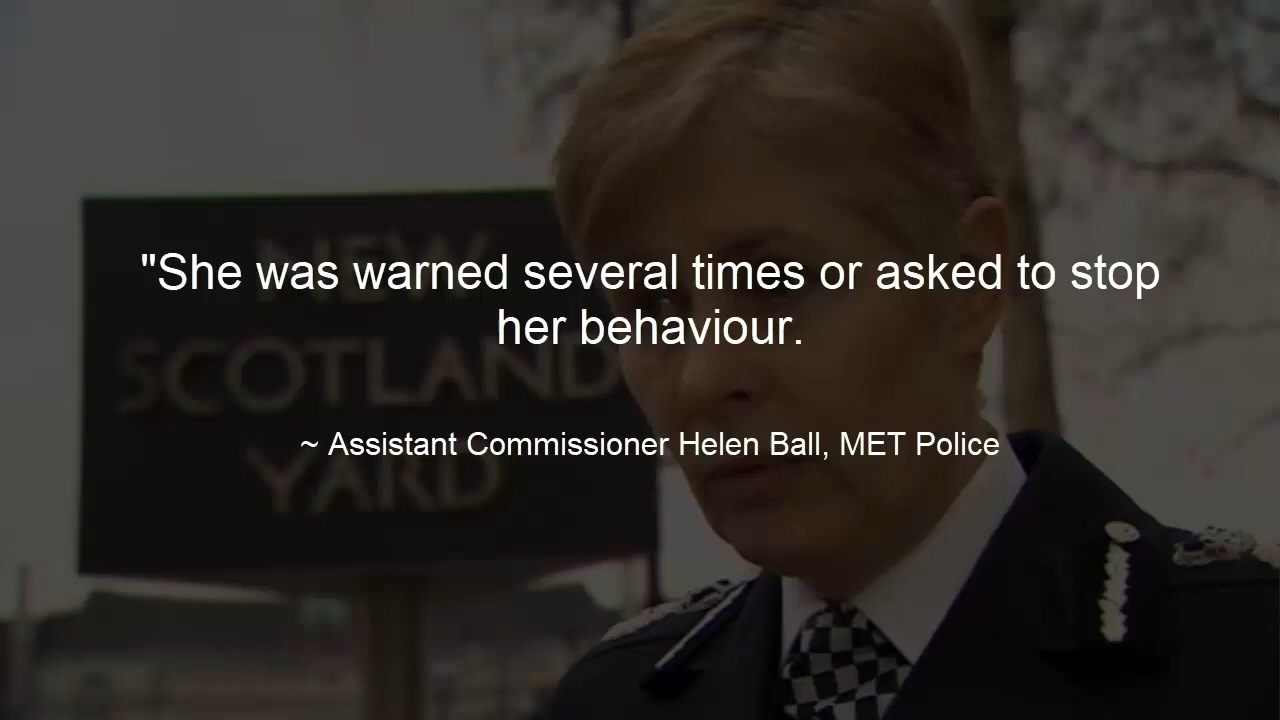 "She was warned several times or asked to stop
her behaviour.
~ Assistant Commissioner Helen Ball, MET Police
NEW
SCOTLAND
YARD